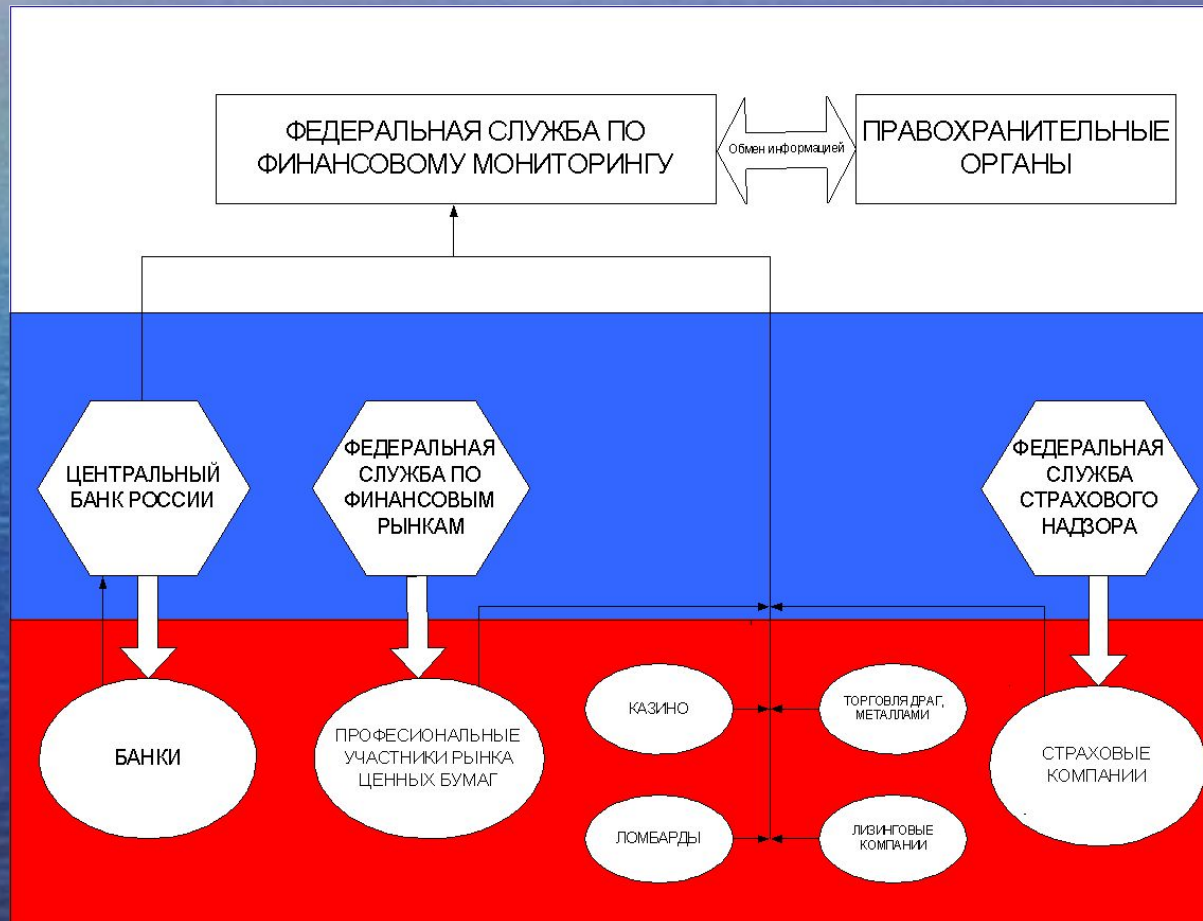 ФЕДЕРАЛЬНАЯ СЛУЖБА ПО
ФИНАНСОВОМУ МОНИТОРИНГУ
Обмен информацией
ПРАВОХРАНИТЕЛЬНЫЕ
ОРГАНЫ
ЦЕНТРАЛЬНЫЙ
БАНК РОССИИ
ФЕДЕРАЛЬНАЯ
СЛУЖБА ПО
ФИНАНСОВЫМ
РЫНКАМ
ФЕДЕРАЛЬНАЯ
СЛУЖБА
СТРАХОВОГО
НАДЗОРА
БАНКИ
ПРОФЕСИОНАЛЬНЫЕ
УЧАСТНИКИ РЫНКА
ЦЕННЫХ БУМАГ
КАЗИНО
ТОРГОВЛЯ ДРАГ,
МЕТАЛЛАМИ
СТРАХОВЫЕ
КОМПАНИИ
ЛОМБАРДЫ
ЛИЗИНГОВЫЕ
КОМПАНИИ